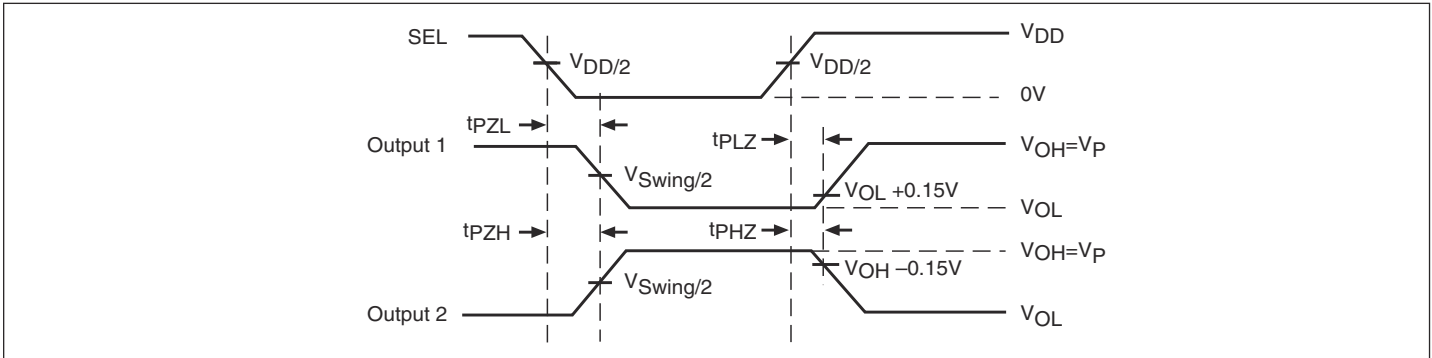 SEL
VDD/2
VDD/2
VDD
0V
tPZL
tPLZ
Output 1
VSwing/2
VOL +0.15V
VOH=VP
VOL
tPZH
tPHZ
VOH=VP
VOH –0.15V
VSwing/2
Output 2
VOL